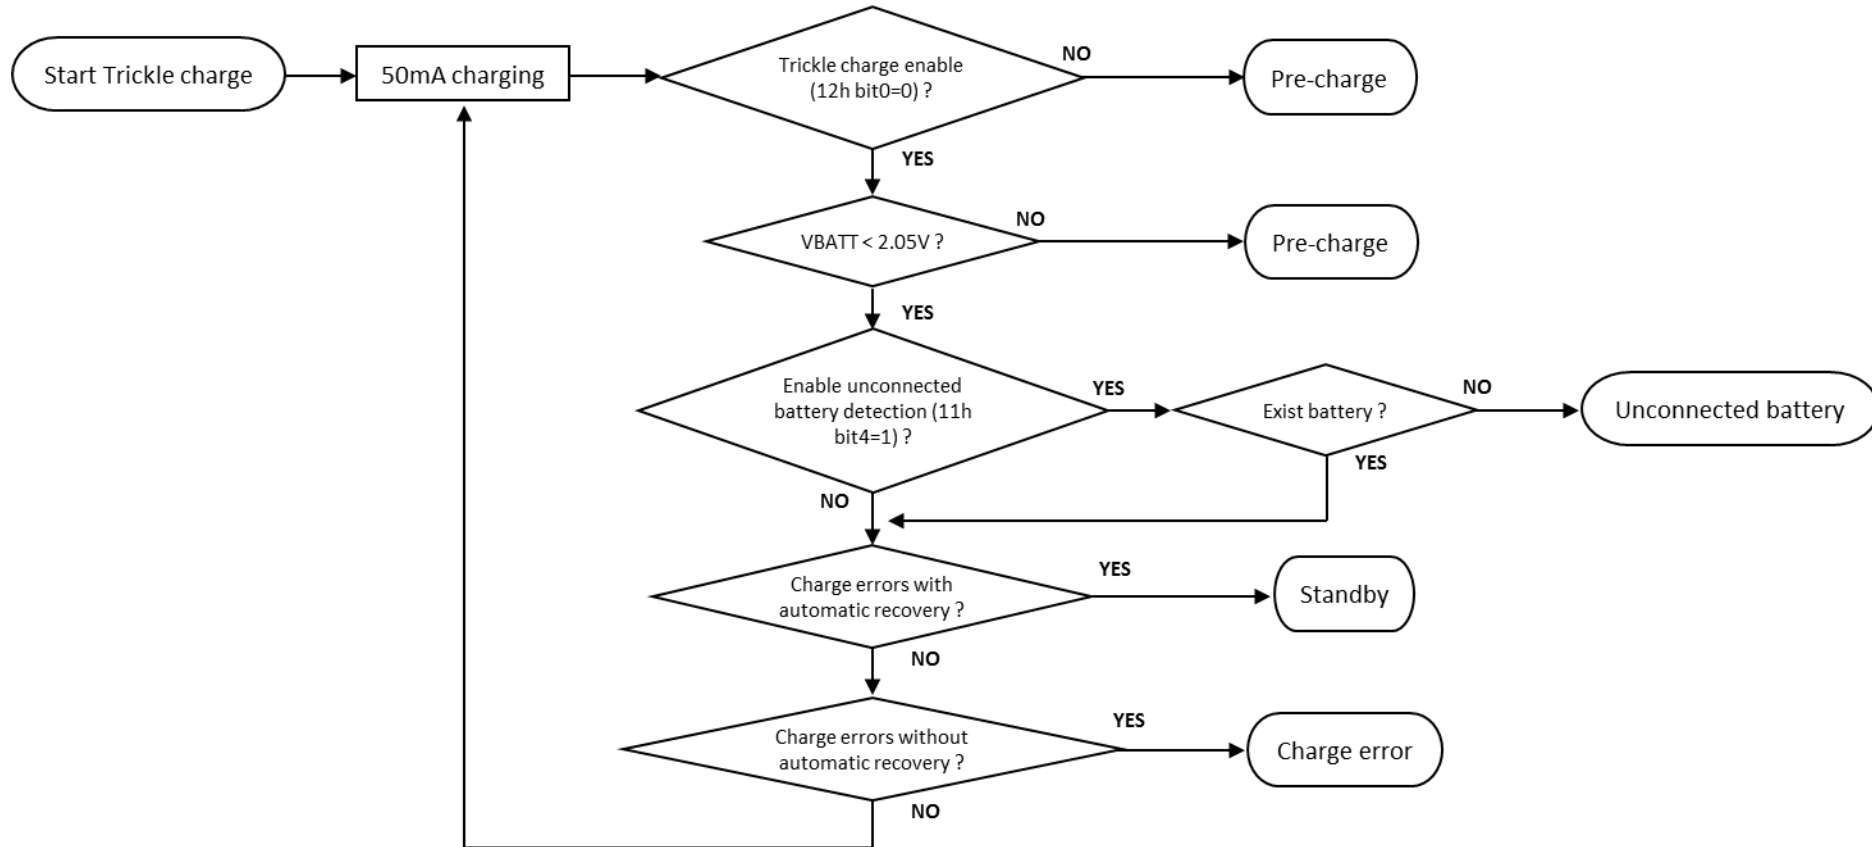 Start Trickle charge
50mA charging
Trickle charge enable
(12h bit0=0) ?
NO
Pre-charge
YES
VBATT < 2.05V ?
NO
Pre-charge
YES
Enable unconnected
battery detection (11h
bit4=1) ?
YES
Exist battery ?
NO
Unconnected battery
YES
NO
Charge errors with
automatic recovery ?
YES
Standby
NO
Charge errors without
automatic recovery ?
YES
Charge error
NO